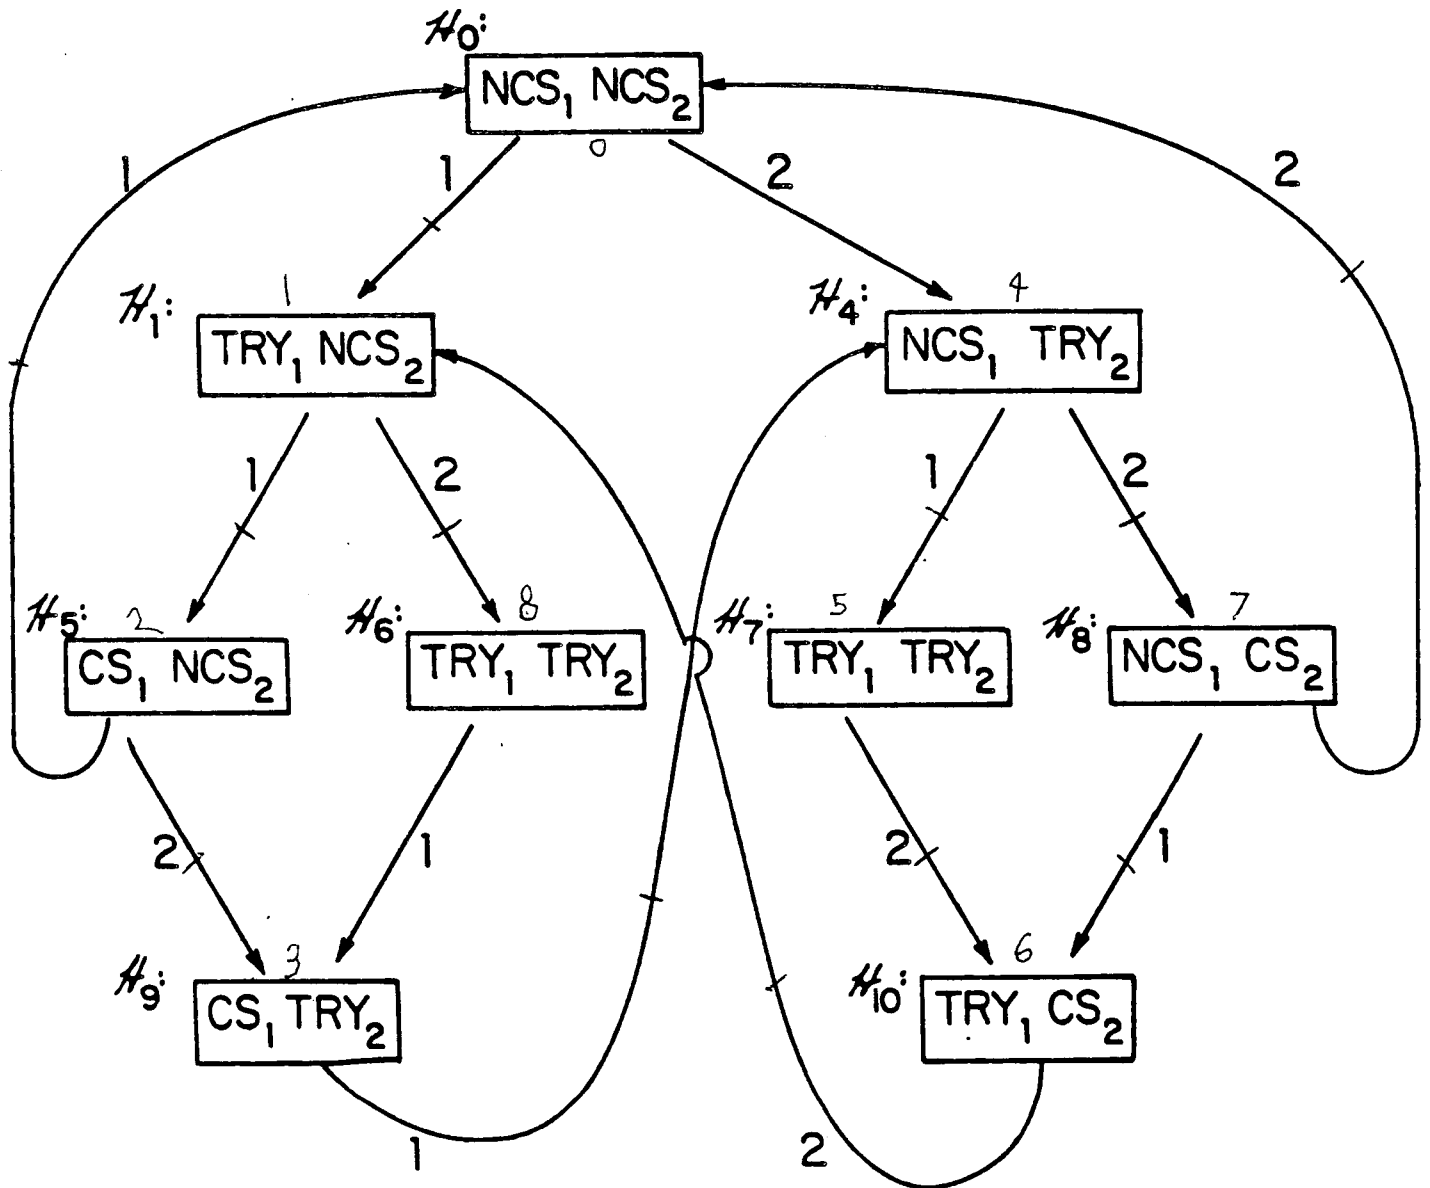 ℋ0:
NCS1 NCS2
0
1
1
2
2
ℋ1:
1
TRY1 NCS2
ℋ4:
4
NCS1 TRY2
1
2
1
2
ℋ5:
2
CS1 NCS2
ℋ6:
8
TRY1 TRY2
ℋ7:
5
TRY1 TRY2
ℋ8:
7
NCS1 CS2
2
1
2
1
ℋ9:
3
CS1 TRY2
ℋ10:
6
TRY1 CS2
1
2